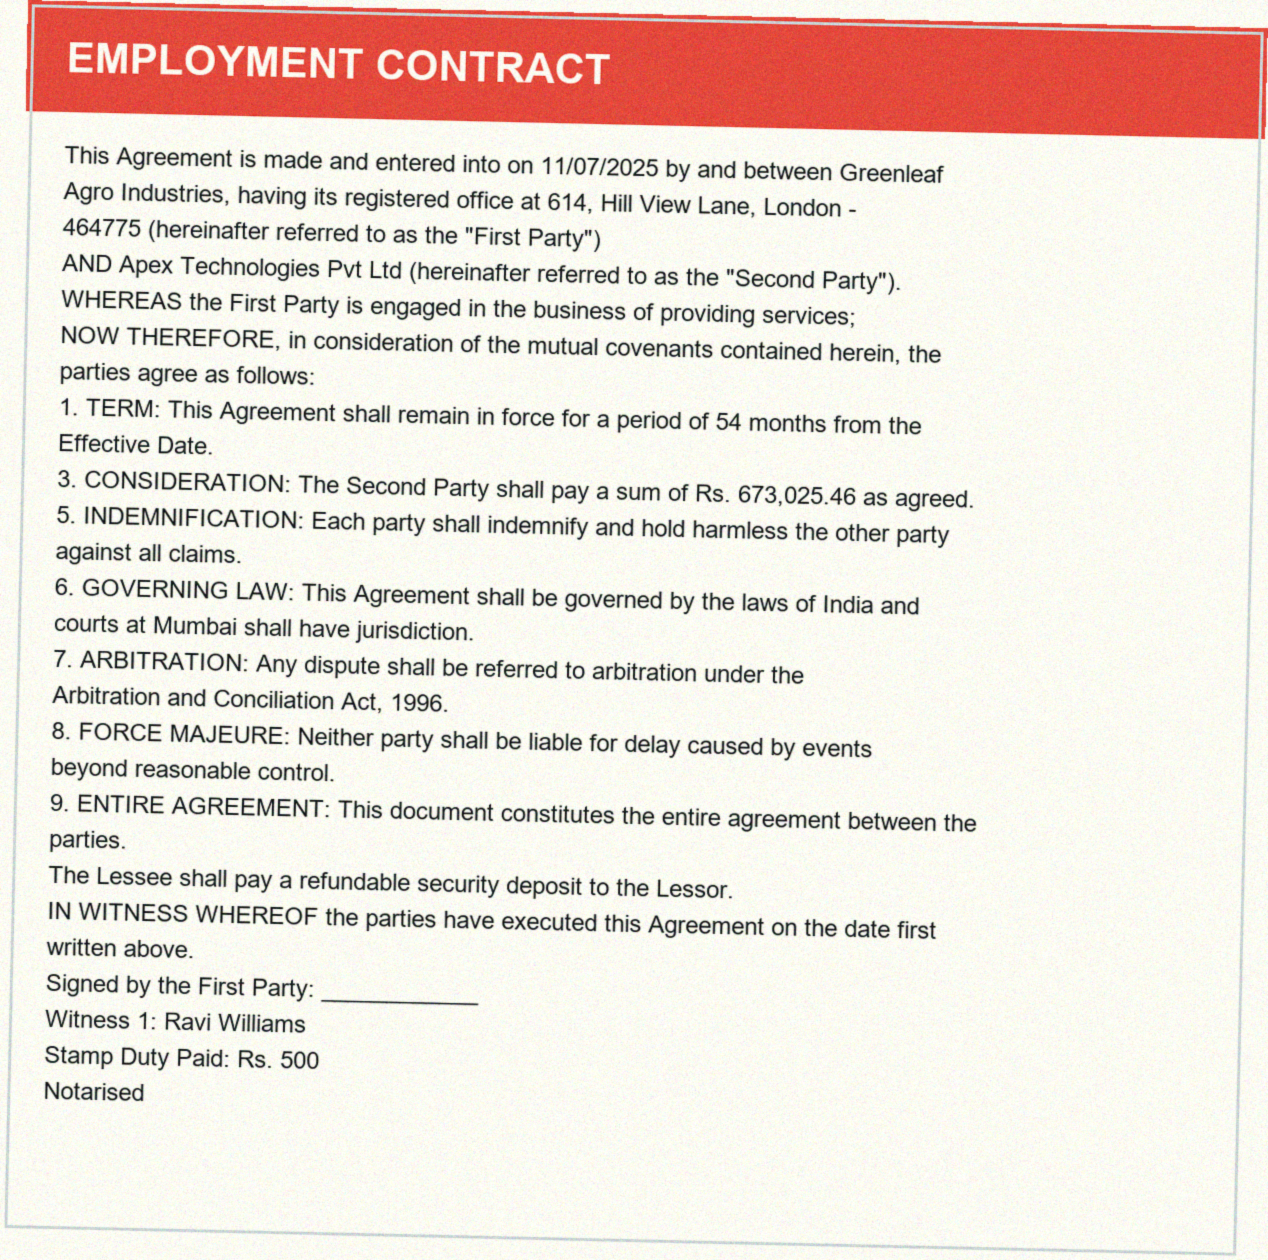 EMPLOYMENT CONTRACT
This Agreement is made and entered into on 11/07/2025 by and between Greenleaf
Agro Industries, having its registered office at 614, Hill View Lane, London -
464775 (hereinafter referred to as the "First Party")
AND Apex Technologies Pvt Ltd (hereinafter referred to as the "Second Party").
WHEREAS the First Party is engaged in the business of providing services;
NOW THEREFORE, in consideration of the mutual covenants contained herein, the
parties agree as follows:
1. TERM: This Agreement shall remain in force for a period of 54 months from the
Effective Date.
3. CONSIDERATION: The Second Party shall pay a sum of Rs. 673,025.46 as agreed.
5. INDEMNIFICATION: Each party shall indemnify and hold harmless the other party
against all claims.
6. GOVERNING LAW: This Agreement shall be governed by the laws of India and
courts at Mumbai shall have jurisdiction.
7. ARBITRATION: Any dispute shall be referred to arbitration under the
Arbitration and Conciliation Act, 1996.
8. FORCE MAJEURE: Neither party shall be liable for delay caused by events
beyond reasonable control.
9. ENTIRE AGREEMENT: This document constitutes the entire agreement between the
parties.
The Lessee shall pay a refundable security deposit to the Lessor.
IN WITNESS WHEREOF the parties have executed this Agreement on the date first
written above.
Signed by the First Party: ____________
Witness 1: Ravi Williams
Stamp Duty Paid: Rs. 500
Notarised